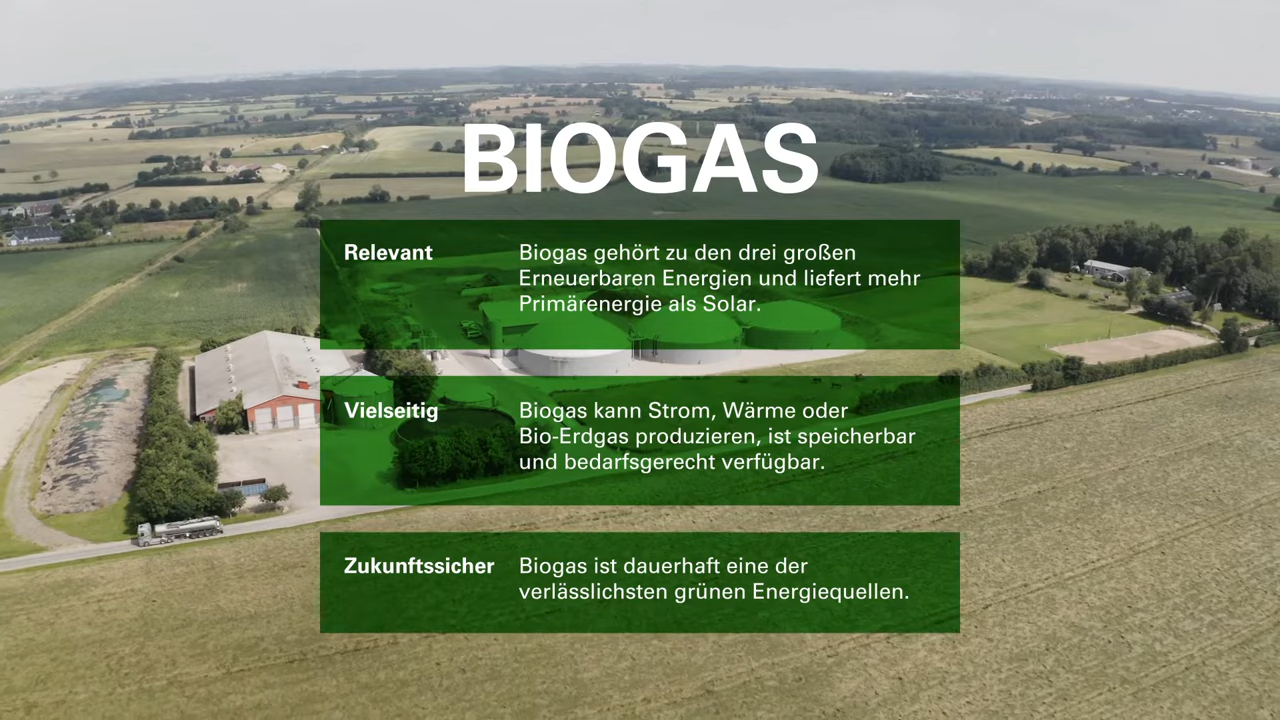 BIOGAS
Relevant
Biogas gehört zu den drei großen
Erneuerbaren Energien und liefert mehr
Primärenergie als Solar.
Vielseitig
Biogas kann Strom, Wärme oder
Bio-Erdgas produzieren, ist speicherbar
und bedarfsgerecht verfügbar.
Zukunftssicher
Biogas ist dauerhaft eine der
verlässlichsten grünen Energiequellen.